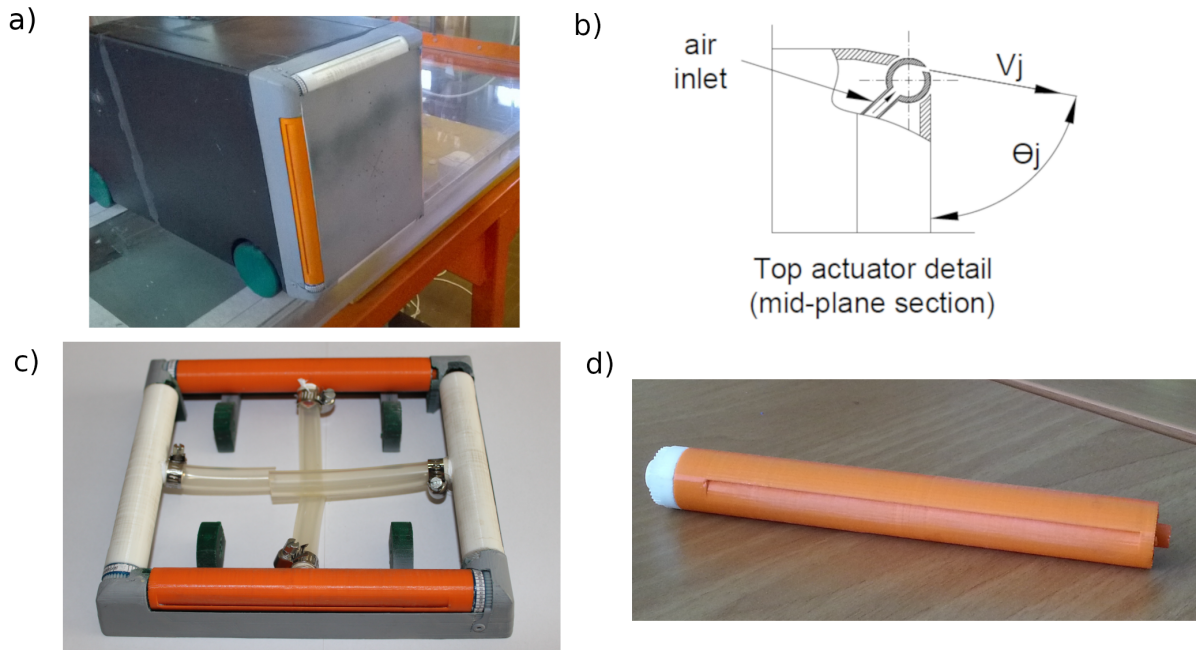 a)
b)
air
inlet
Vj
Θj
Top actuator detail
(mid-plane section)
c)
d)